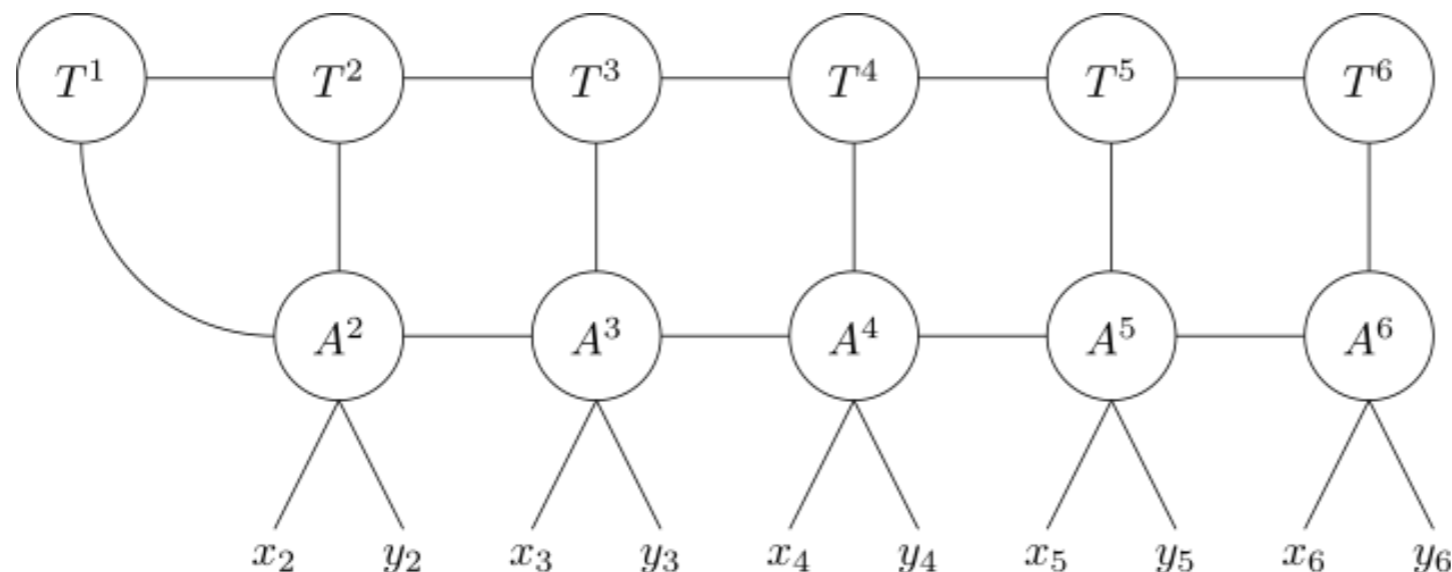 T¹ T² T³ T⁴ T⁵ T⁶
A² A³ A⁴ A⁵ A⁶
x₂ y₂ x₃ y₃ x₄ y₄ x₅ y₅ x₆ y₆